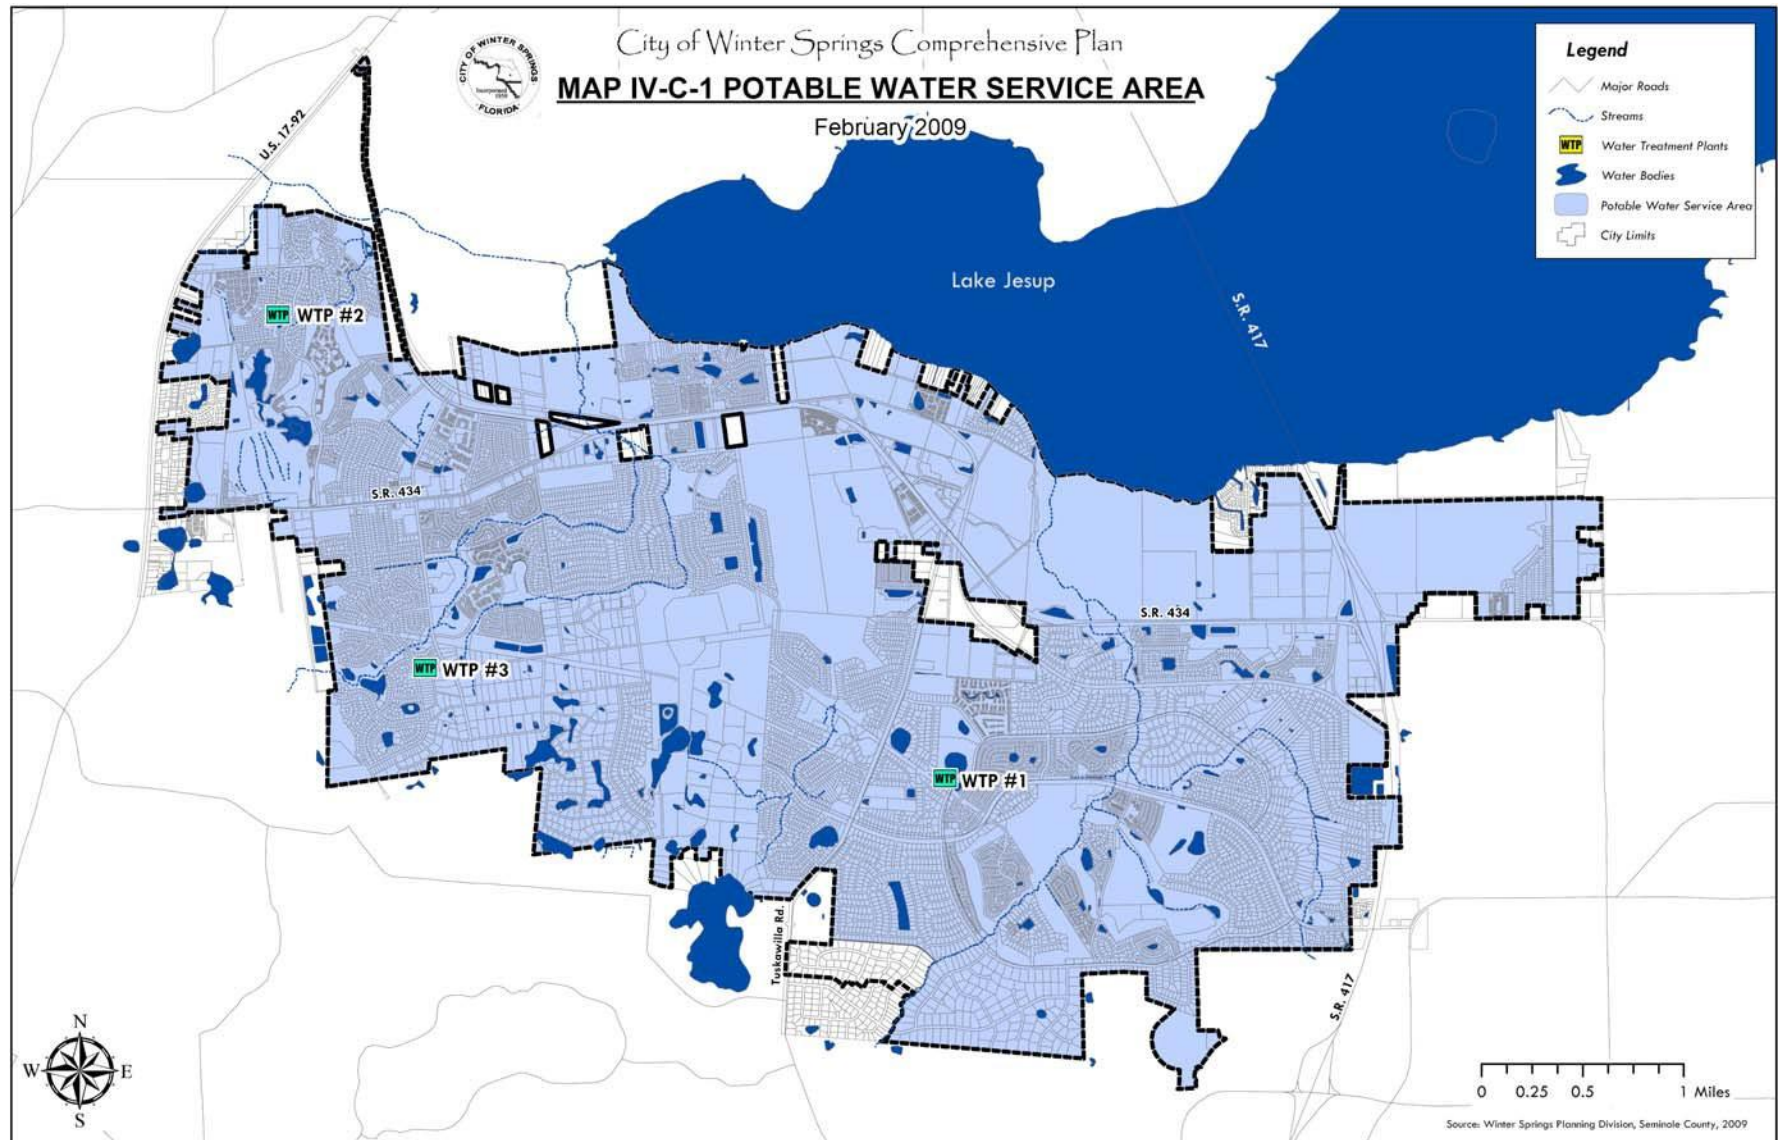 City of Winter Springs Comprehensive Plan
MAP IV-C-1 POTABLE WATER SERVICE AREA
February 2009
CITY OF WINTER SPRINGS
Incorporated
1959
FLORIDA
Legend
Major Roads
Streams
WTP Water Treatment Plants
Water Bodies
Potable Water Service Area
City Limits
U.S. 17-92
Lake Jesup
S.R. 417
WTP WTP #2
S.R. 434
S.R. 434
WTP WTP #3
WTP WTP #1
Tuskawilla Rd.
S.R. 417
N
W E
S
0 0.25 0.5 1 Miles
Source: Winter Springs Planning Division, Seminole County, 2009